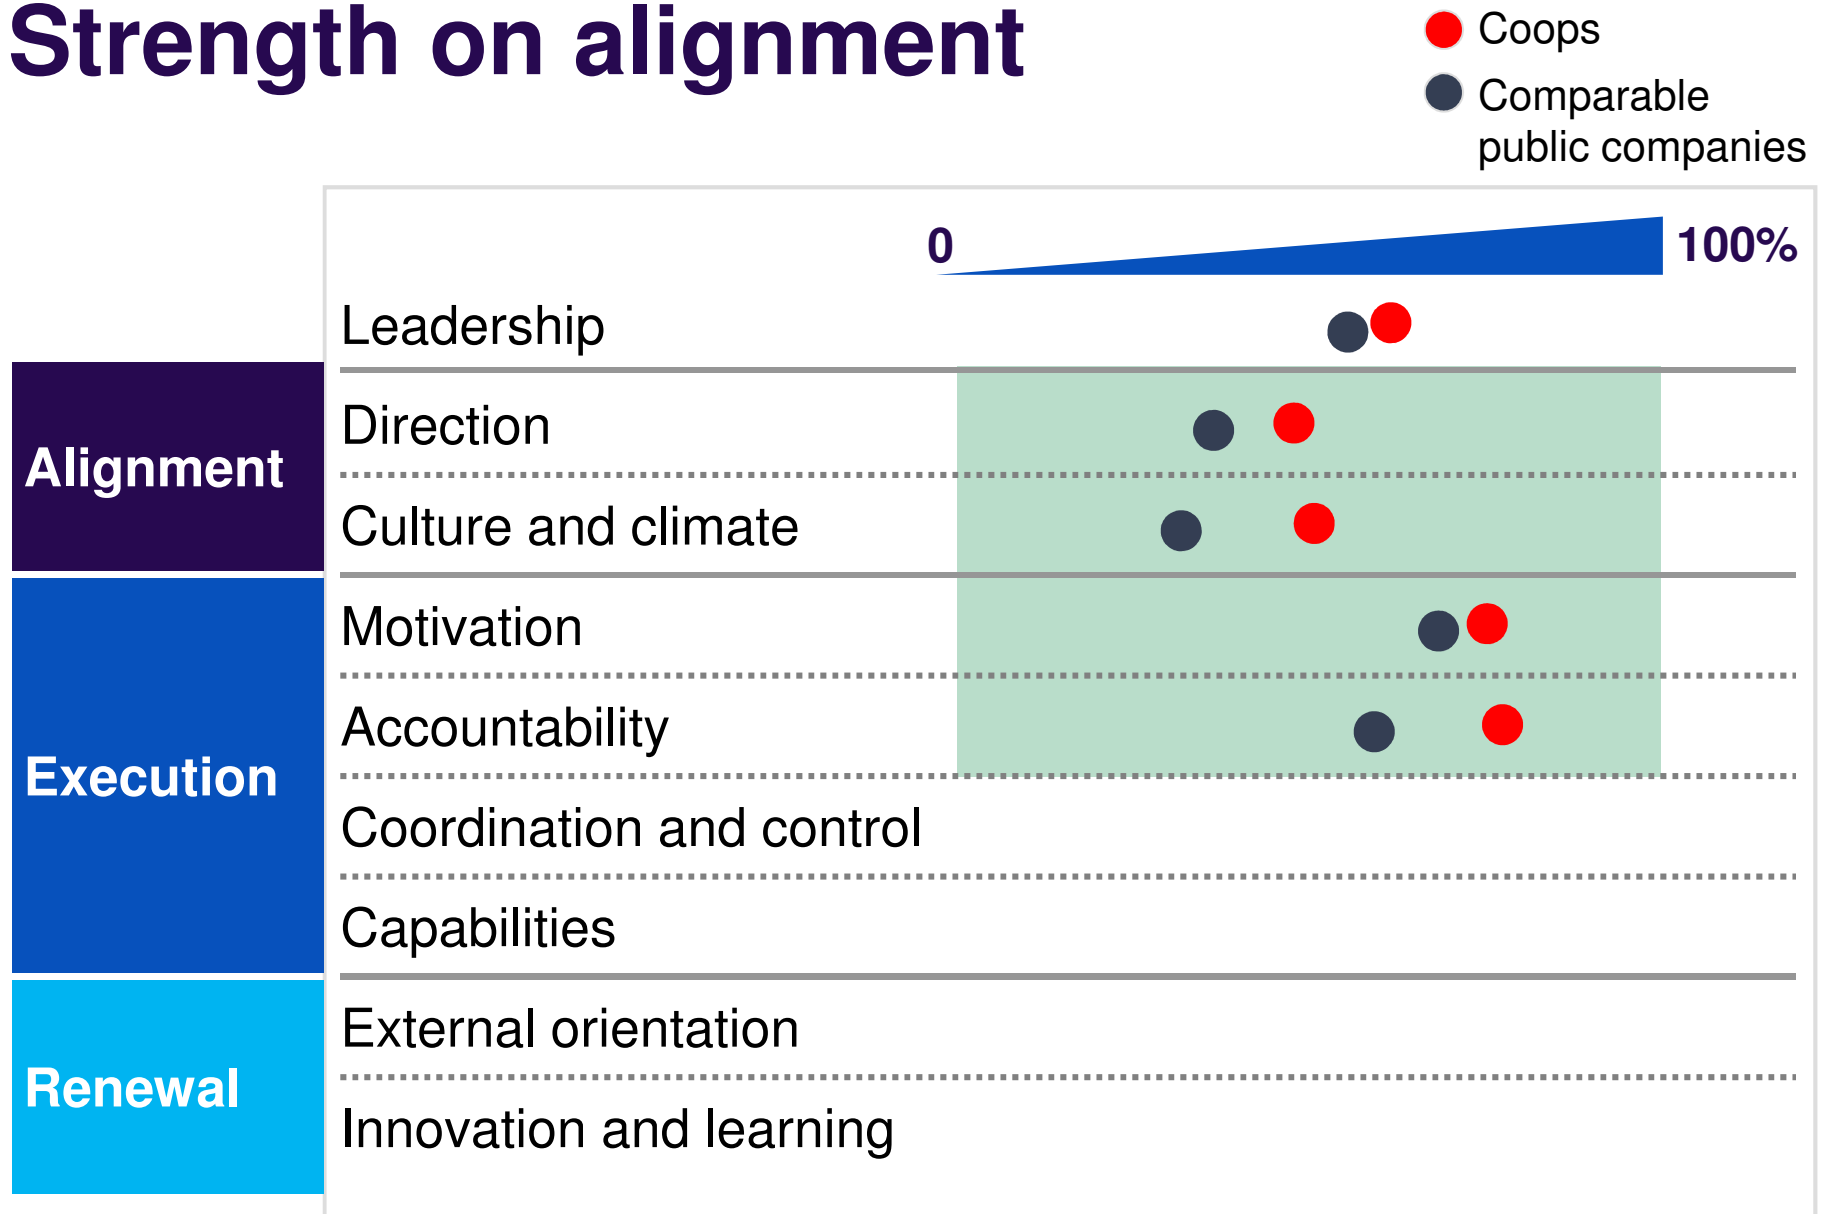 Strength on alignment
Coops
Comparable
public companies
0
100%
Leadership
Alignment
Direction
Culture and climate
Execution
Motivation
Accountability
Coordination and control
Capabilities
Renewal
External orientation
Innovation and learning